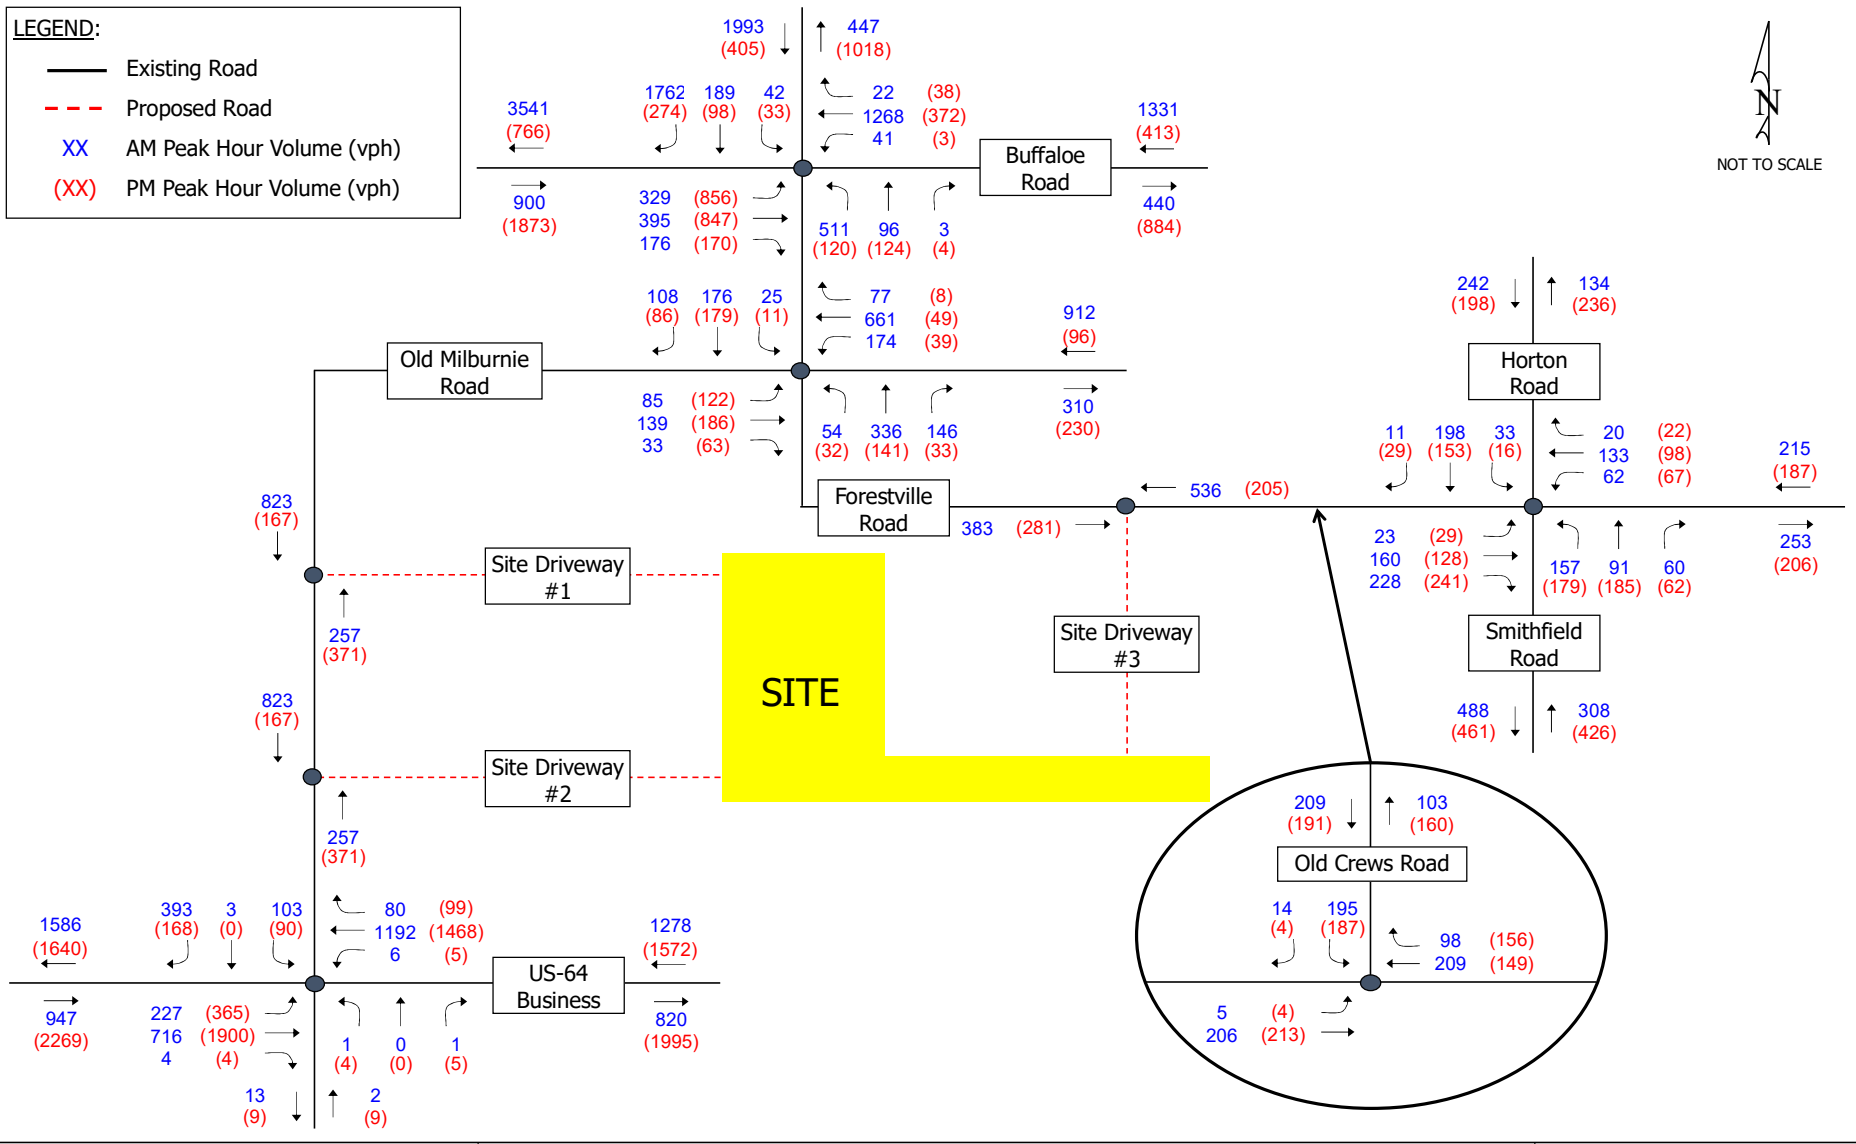 LEGEND:
Existing Road
Proposed Road
XX AM Peak Hour Volume (vph)
(XX) PM Peak Hour Volume (vph)
1993 447
(405) (1018)
1762 189 42 22 (38)
(274) (98) (33) 1268 (372)
41 (3)
3541
(766)
1331
(413)
Buffaloe
Road
N
NOT TO SCALE
900
(1873)
329 (856)
395 (847)
176 (170)
511 96 3
(120) (124) (4)
440
(884)
108 176 25 77 (8)
(86) (179) (11) 661 (49)
174 (39)
912
(96)
Old Milburnie
Road
85 (122)
139 (186)
33 (63)
54 336 146
(32) (141) (33)
310
(230)
242 134
(198) (236)
Horton
Road
11 198 33 20 (22)
(29) (153) (16) 133 (98)
62 (67)
215
(187)
Forestville
Road
536 (205)
383 (281)
23 (29)
160 (128)
228 (241)
157 91 60
(179) (185) (62)
253
(206)
823
(167)
Site Driveway
#1
257
(371)
Site Driveway
#3
Smithfield
Road
SITE
823
(167)
488 308
(461) (426)
Site Driveway
#2
257
(371)
209 103
(191) (160)
Old Crews Road
14 195
(4) (187)
98 (156)
209 (149)
5 (4)
206 (213)
393 3 103 80 (99)
(168) (0) (90) 1192 (1468)
6 (5)
1586
(1640)
1278
(1572)
US-64
Business
947
(2269)
227 (365)
716 (1900)
4 (4)
1 0 1
(4) (0) (5)
820
(1995)
13 2
(9) (9)